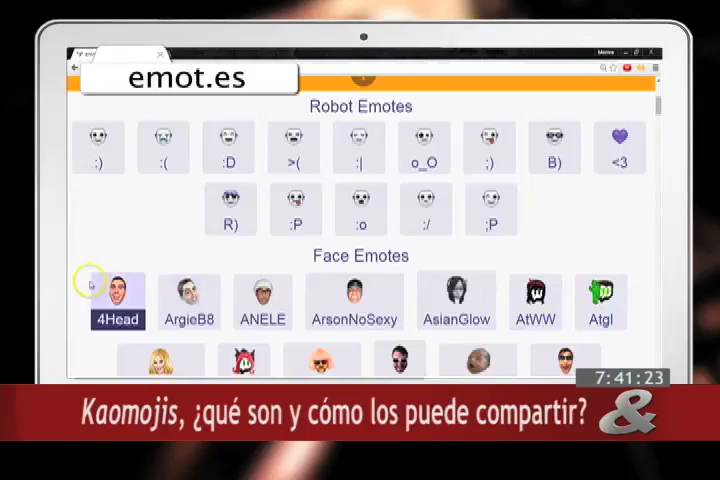 emot.es
Robot Emotes
:) :( :D >( :| o_O ;) B) <3
R) :P :o :/ ;P
Face Emotes
4Head ArgieB8 ANELE ArsonNoSexy AsianGlow AtWW Atgl
7:41:23
Kaomojis, ¿qué son y cómo los puede compartir? &